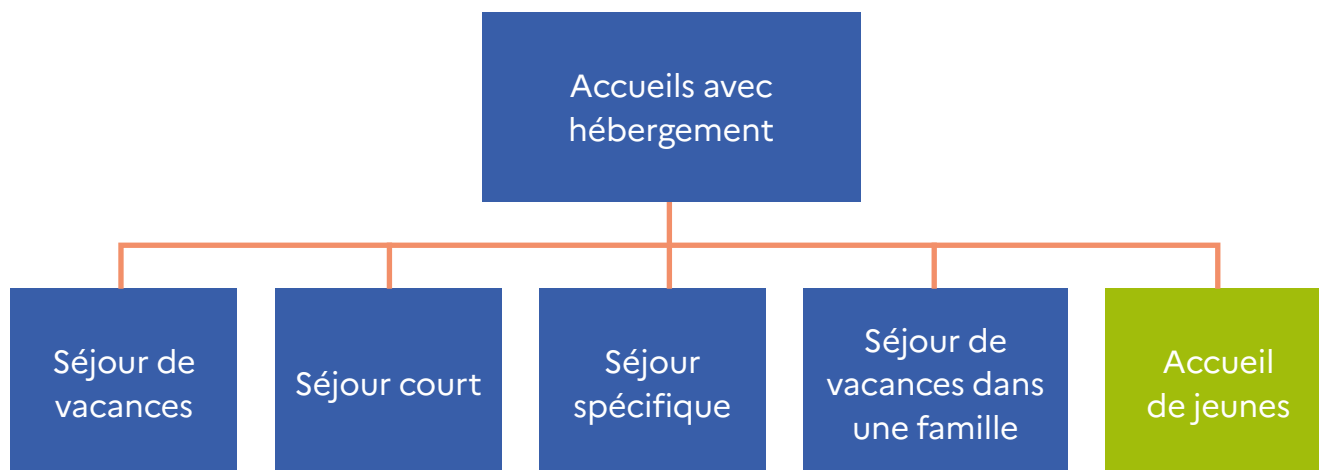 Accueils avec
hébergement
Séjour de
vacances
Séjour court
Séjour
spécifique
Séjour de
vacances dans
une famille
Accueil
de jeunes